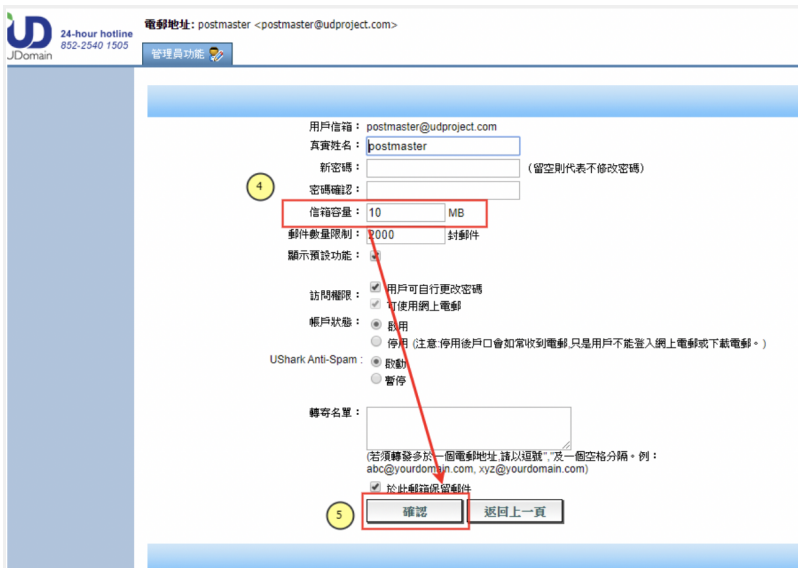 UD
UDomain
24-hour hotline
852-2540 1505
電郵地址: postmaster <postmaster@udproject.com>
管理員功能
用戶信箱： postmaster@udproject.com
真實姓名： postmaster
新密碼： (留空則代表不修改密碼)
4
密碼確認：
信箱容量： 10 MB
郵件數量限制： 2000 封郵件
顯示預設功能：
訪問權限： 用戶可自行更改密碼
可使用網上電郵
帳戶狀態： 啟用
停用 (注意:停用後戶口會如常收到電郵,只是用戶不能登入網上電郵或下載電郵。)
UShark Anti-Spam : 啟動
暫停
轉寄名單：
(若須轉發多於一個電郵地址,請以逗號","及一個空格分隔。例：
abc@yourdomain.com, xyz@yourdomain.com)
於此郵箱保留郵件
5
確認 返回上一頁